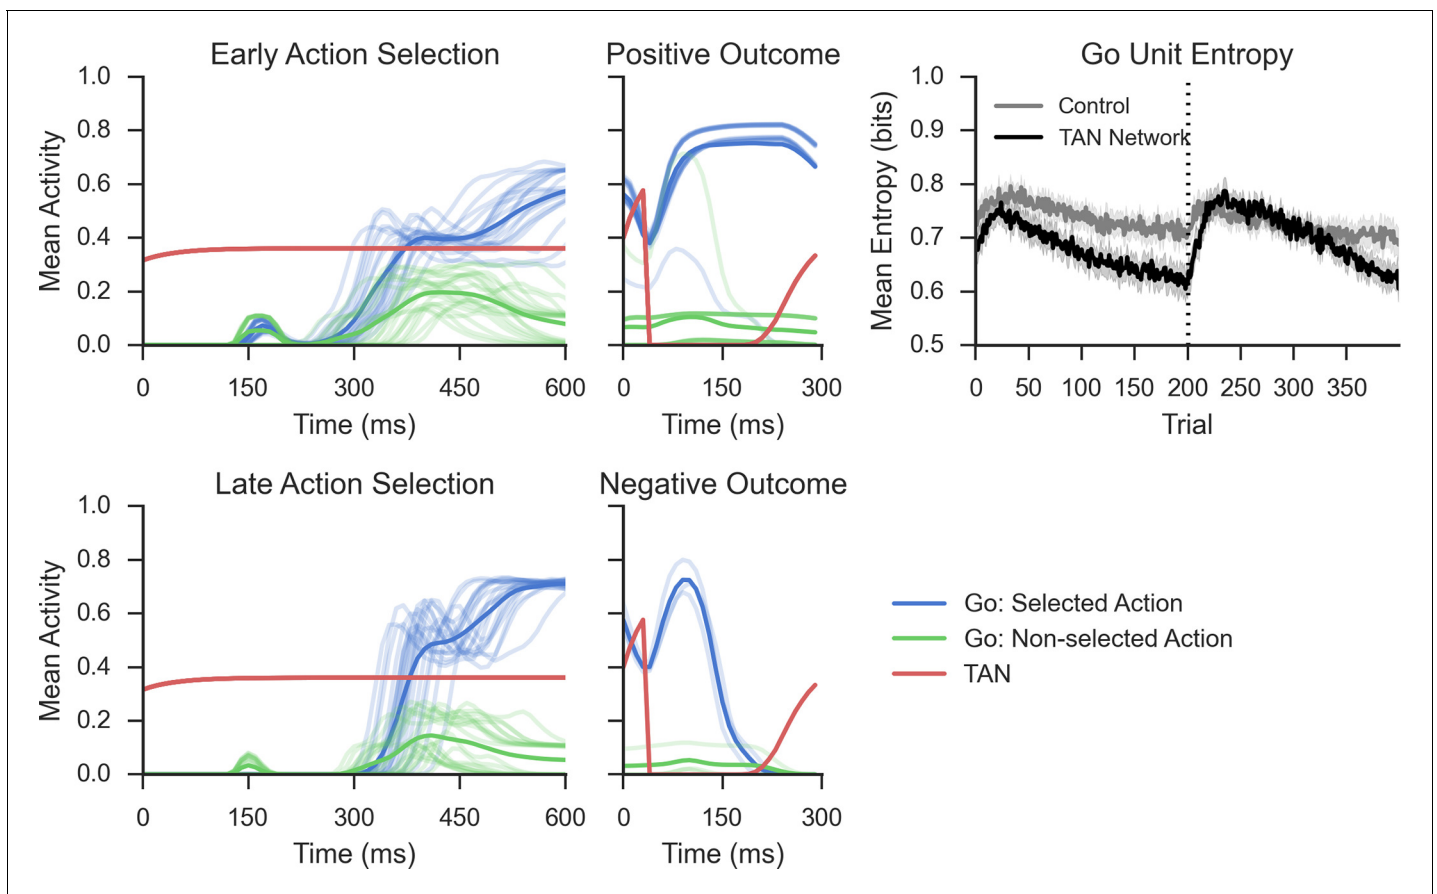 Early Action Selection
Positive Outcome
Go Unit Entropy
Mean Activity
1.0
0.8
0.6
0.4
0.2
0.0
0 150 300 450 600
Time (ms)
0 150 300
Time (ms)
Mean Entropy (bits)
1.0
0.9
0.8
0.7
0.6
0.5
Control
TAN Network
0 50 100 150 200 250 300 350
Trial
Late Action Selection
Negative Outcome
Mean Activity
1.0
0.8
0.6
0.4
0.2
0.0
0 150 300 450 600
Time (ms)
0 150 300
Time (ms)
Go: Selected Action
Go: Non-selected Action
TAN